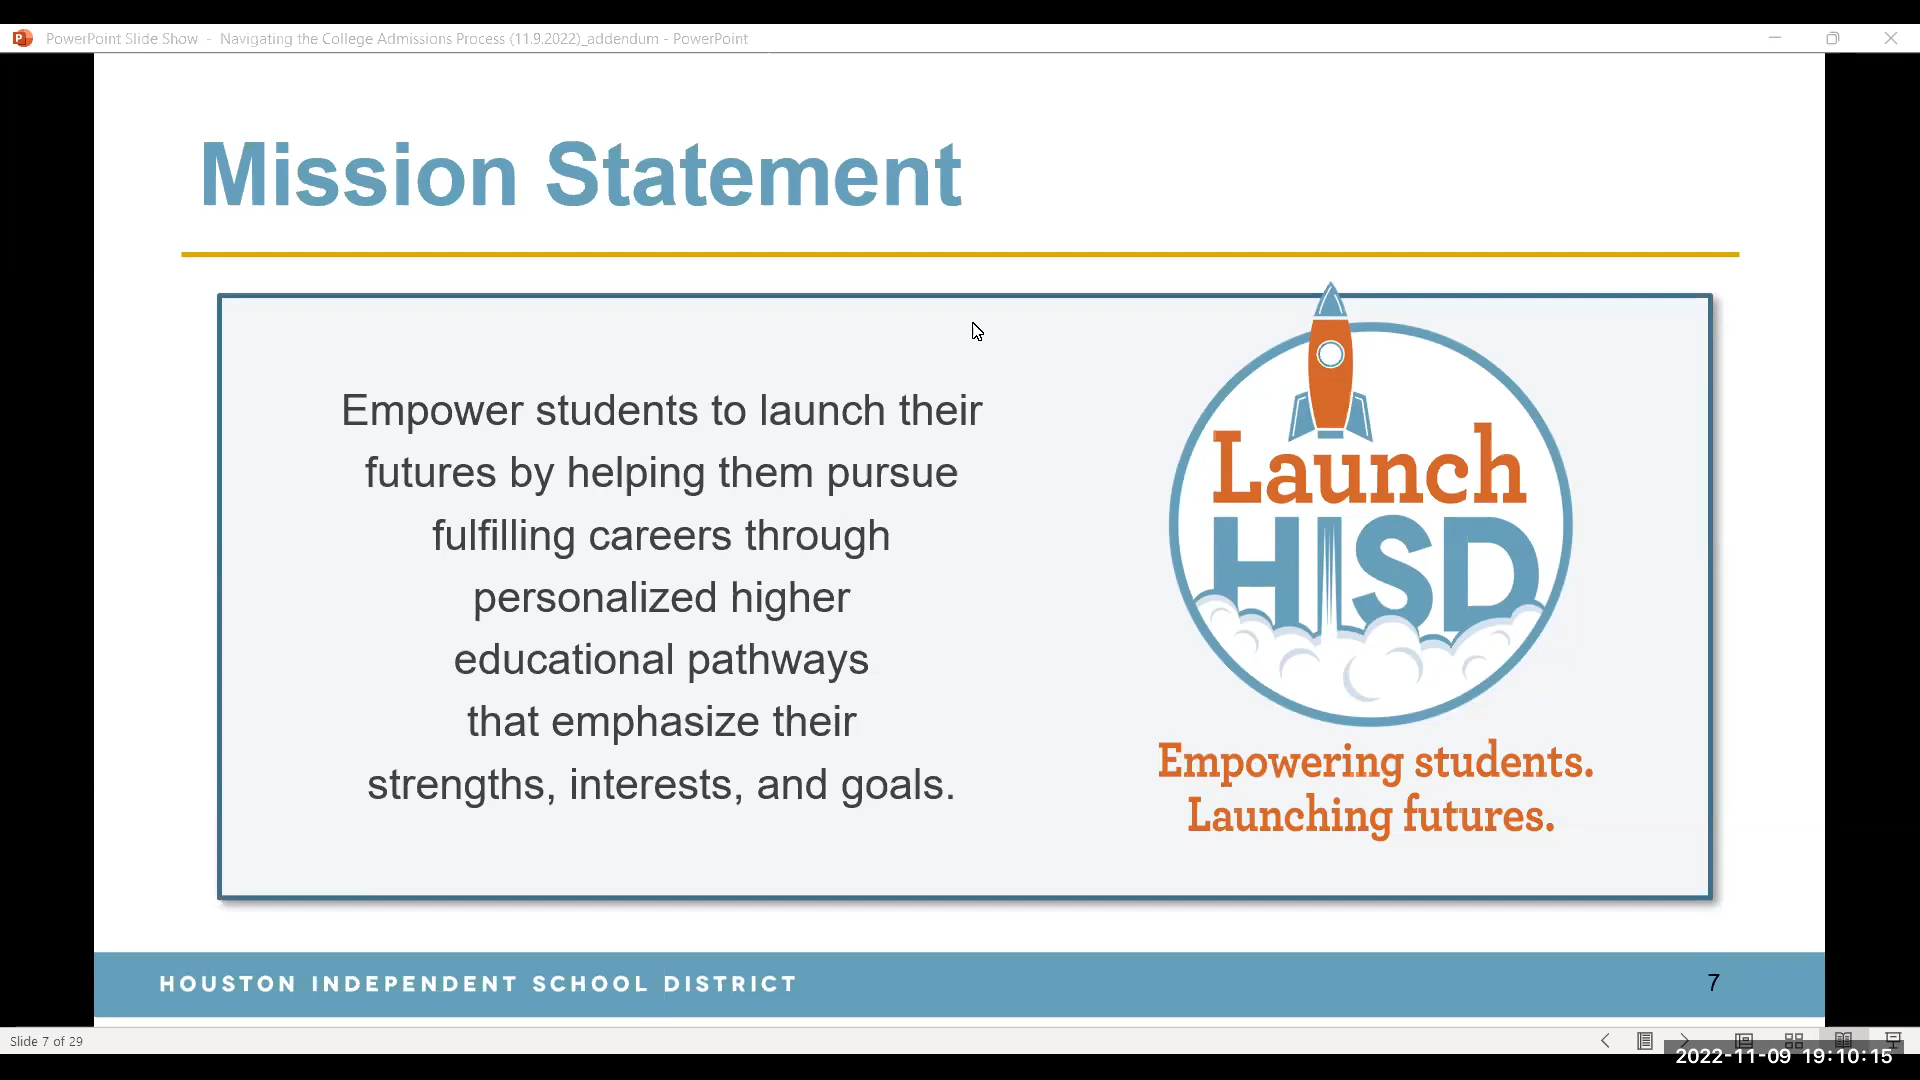 PowerPoint Slide Show - Navigating the College Admissions Process (11.9.2022)_addendum - PowerPoint
Mission Statement
Empower students to launch their
futures by helping them pursue
fulfilling careers through
personalized higher
educational pathways
that emphasize their
strengths, interests, and goals.
Launch
HISD
Empowering students.
Launching futures.
HOUSTON INDEPENDENT SCHOOL DISTRICT
7
Slide 7 of 29
2022-11-09 19:10:15